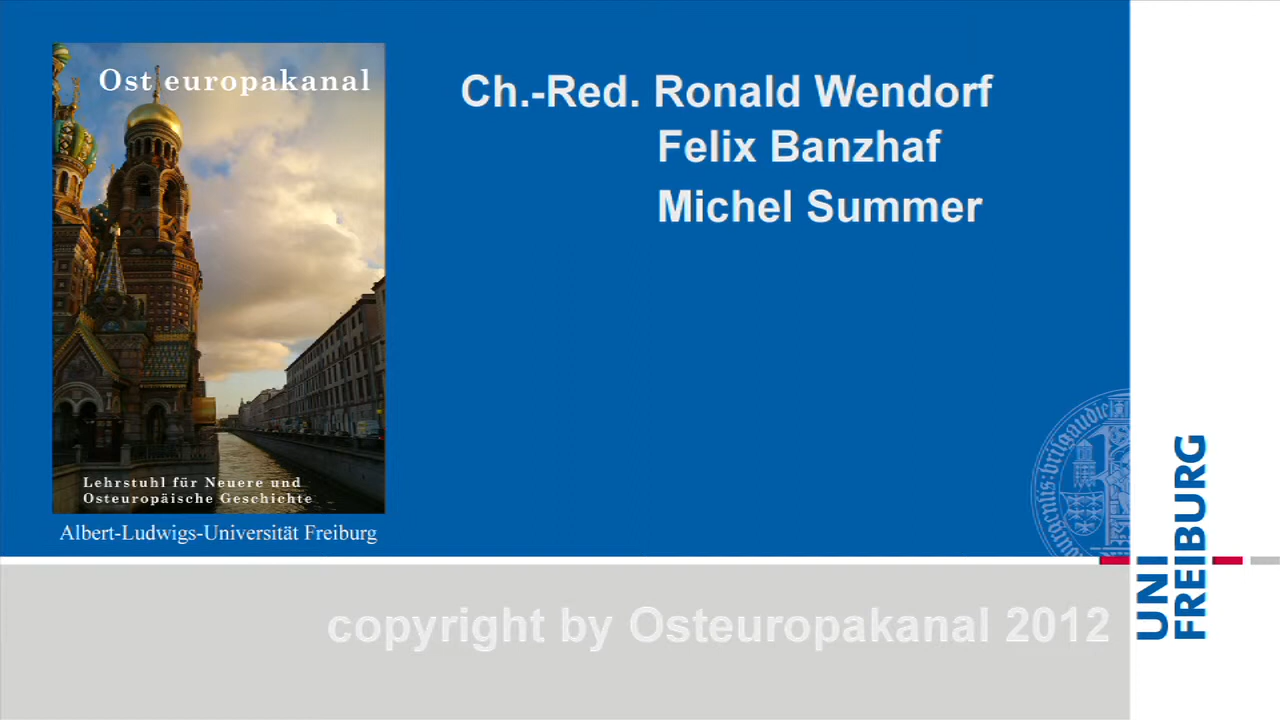 Ost europakanal
Lehrstuhl für Neuere und
Osteuropäische Geschichte
Albert-Ludwigs-Universität Freiburg
Ch.-Red. Ronald Wendorf
Felix Banzhaf
Michel Summer
UNI
FREIBURG
copyright by Osteuropakanal 2012